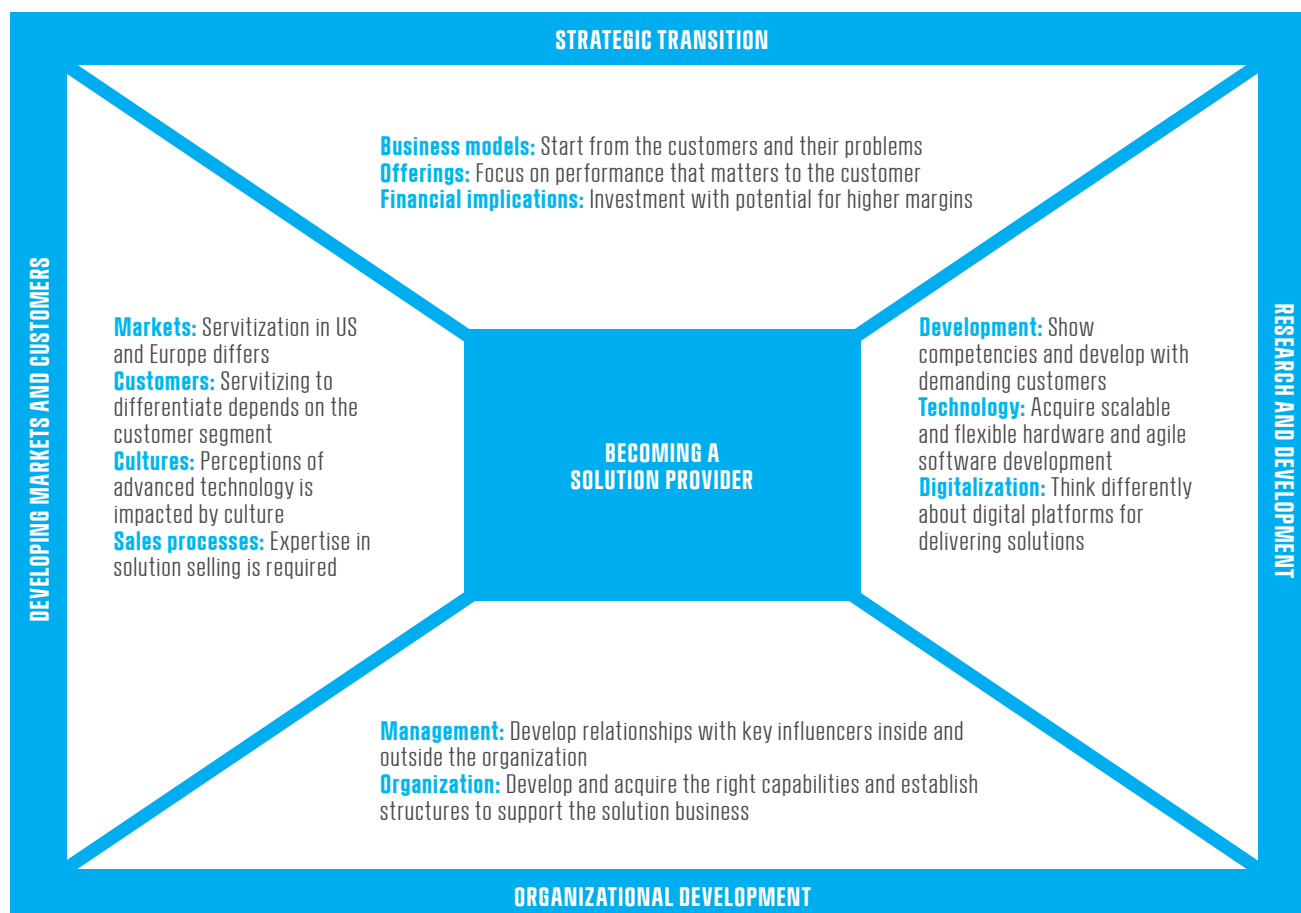 STRATEGIC TRANSITION
Business models: Start from the customers and their problems
Offerings: Focus on performance that matters to the customer
Financial implications: Investment with potential for higher margins
DEVELOPING MARKETS AND CUSTOMERS
Markets: Servitization in US
and Europe differs
Customers: Servitizing to
differentiate depends on the
customer segment
Cultures: Perceptions of
advanced technology is
impacted by culture
Sales processes: Expertise in
solution selling is required
BECOMING A
SOLUTION PROVIDER
Development: Show
competencies and develop with
demanding customers
Technology: Acquire scalable
and flexible hardware and agile
software development
Digitalization: Think differently
about digital platforms for
delivering solutions
RESEARCH AND DEVELOPMENT
Management: Develop relationships with key influencers inside and
outside the organization
Organization: Develop and acquire the right capabilities and establish
structures to support the solution business
ORGANIZATIONAL DEVELOPMENT